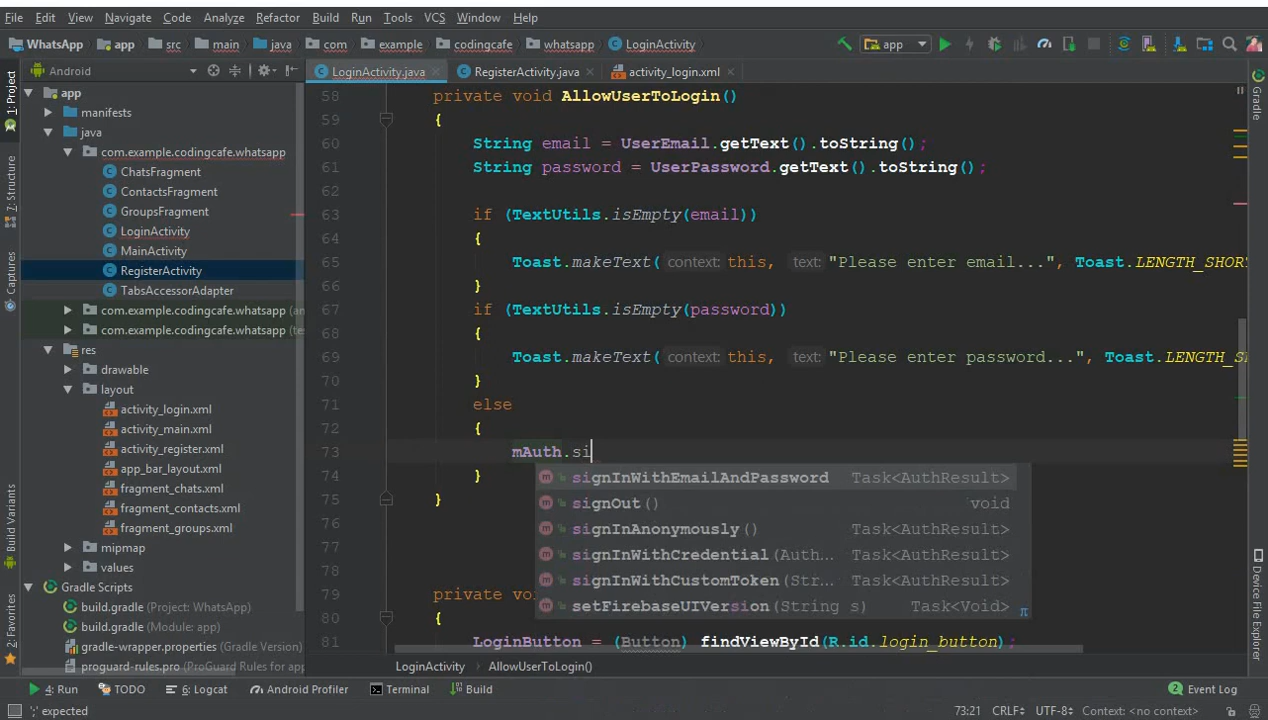 File Edit View Navigate Code Analyze Refactor Build Run Tools VCS Window Help
WhatsApp app src main java com example codingcafe whatsapp LoginActivity app
Android LoginActivity.java RegisterActivity.java activity_login.xml
1: Project
7: Structure
Captures
Build Variants
2: Favorites
app
manifests
java
com.example.codingcafe.whatsapp
ChatsFragment
ContactsFragment
GroupsFragment
LoginActivity
MainActivity
RegisterActivity
TabsAccessorAdapter
com.example.codingcafe.whatsapp (an
com.example.codingcafe.whatsapp (te
res
drawable
layout
activity_login.xml
activity_main.xml
activity_register.xml
app_bar_layout.xml
fragment_chats.xml
fragment_contacts.xml
fragment_groups.xml
mipmap
values
Gradle Scripts
build.gradle (Project: WhatsApp)
build.gradle (Module: app)
gradle-wrapper.properties (Gradle Version)
proguard-rules.pro (ProGuard Rules for app
58 private void AllowUserToLogin()
59 {
60 String email = UserEmail.getText().toString();
61 String password = UserPassword.getText().toString();
62
63 if (TextUtils.isEmpty(email))
64 {
65 Toast.makeText( context: this, text: "Please enter email...", Toast.LENGTH_SHORT
66 }
67 if (TextUtils.isEmpty(password))
68 {
69 Toast.makeText( context: this, text: "Please enter password...", Toast.LENGTH_SH
70 }
71 else
72 {
73 mAuth.si
74 }
75 }
76
77
78
79 private vo
80 {
81 LoginButton = (Button) findViewById(R.id.login_button);
signInWithEmailAndPassword Task<AuthResult>
signOut() void
signInAnonymously() Task<AuthResult>
signInWithCredential(Auth... Task<AuthResult>
signInWithCustomToken(Str... Task<AuthResult>
setFirebaseUIVersion(String s) Task<Void>
π
LoginActivity AllowUserToLogin()
Gradle
Device File Explorer
4: Run TODO 6: Logcat Android Profiler Terminal Build 2 Event Log
';' expected 73:21 CRLF UTF-8 Context: <no context>